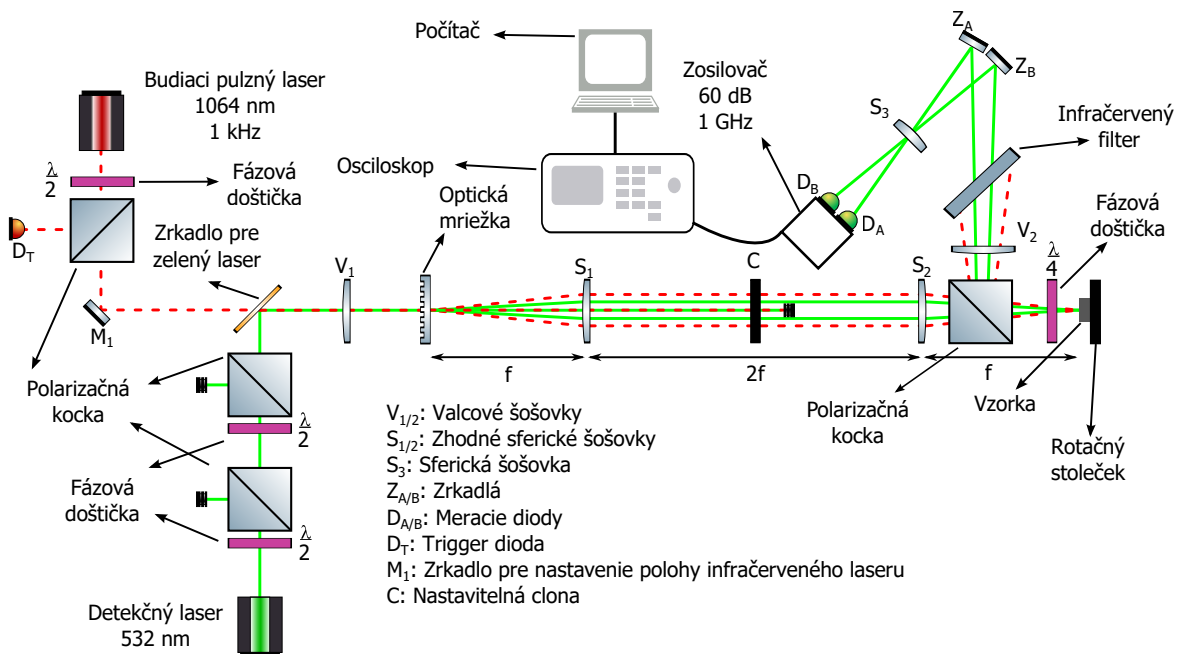 Počítač
Z_A
Z_B
Budiaci pulzný laser
1064 nm
1 kHz
Zosilovač
60 dB
1 GHz
S_3
Infračervený
filter
Osciloskop
λ/2
Fázová
doštička
Optická
mriežka
D_B
D_A
D_T
Zrkadlo pre
zelený laser
V_1
S_1
C
S_2
V_2
Fázová
doštička
λ/4
M_1
f
2f
f
Polarizačná
kocka
λ/2
Fázová
doštička
λ/2
Polarizačná
kocka
Vzorka
Rotačný
stoleček
V_1/2: Valcové šošovky
S_1/2: Zhodné sferické šošovky
S_3: Sferická šošovka
Z_A/B: Zrkadlá
D_A/B: Meracie diody
D_T: Trigger dioda
M_1: Zrkadlo pre nastavenie polohy infračerveného laseru
C: Nastavitelná clona
Detekčný laser
532 nm